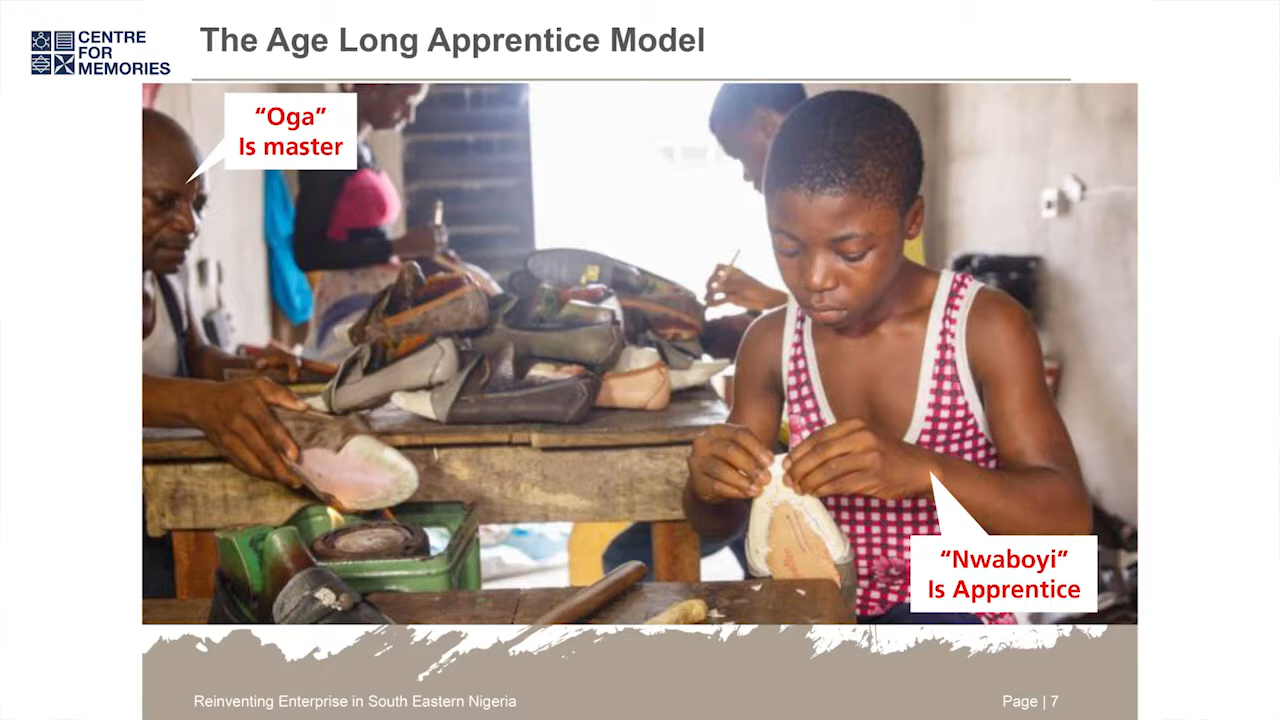 CENTRE
FOR
MEMORIES
The Age Long Apprentice Model
“Oga”
Is master
“Nwaboyi”
Is Apprentice
Reinventing Enterprise in South Eastern Nigeria
Page | 7